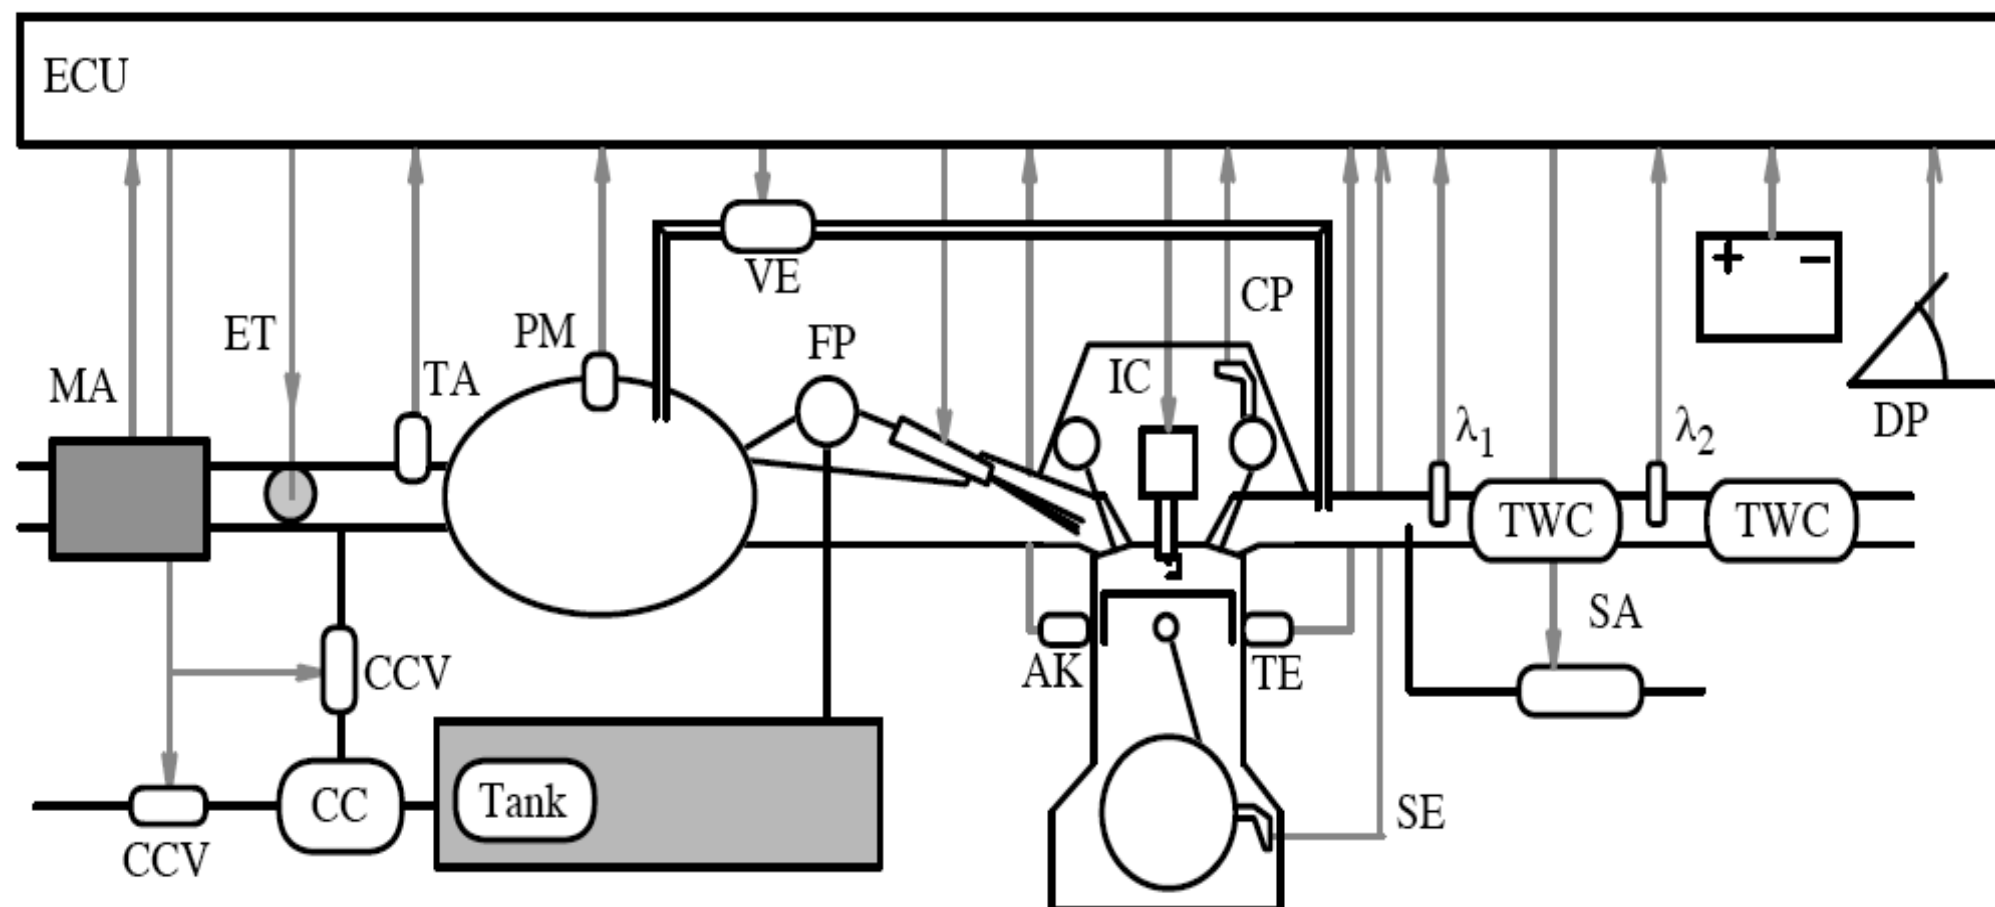 ECU
VE
CP
ET
PM
FP
MA
TA
IC
λ1
λ2
+ −
DP
TWC
TWC
SA
CCV
AK
TE
CC
Tank
SE
CCV